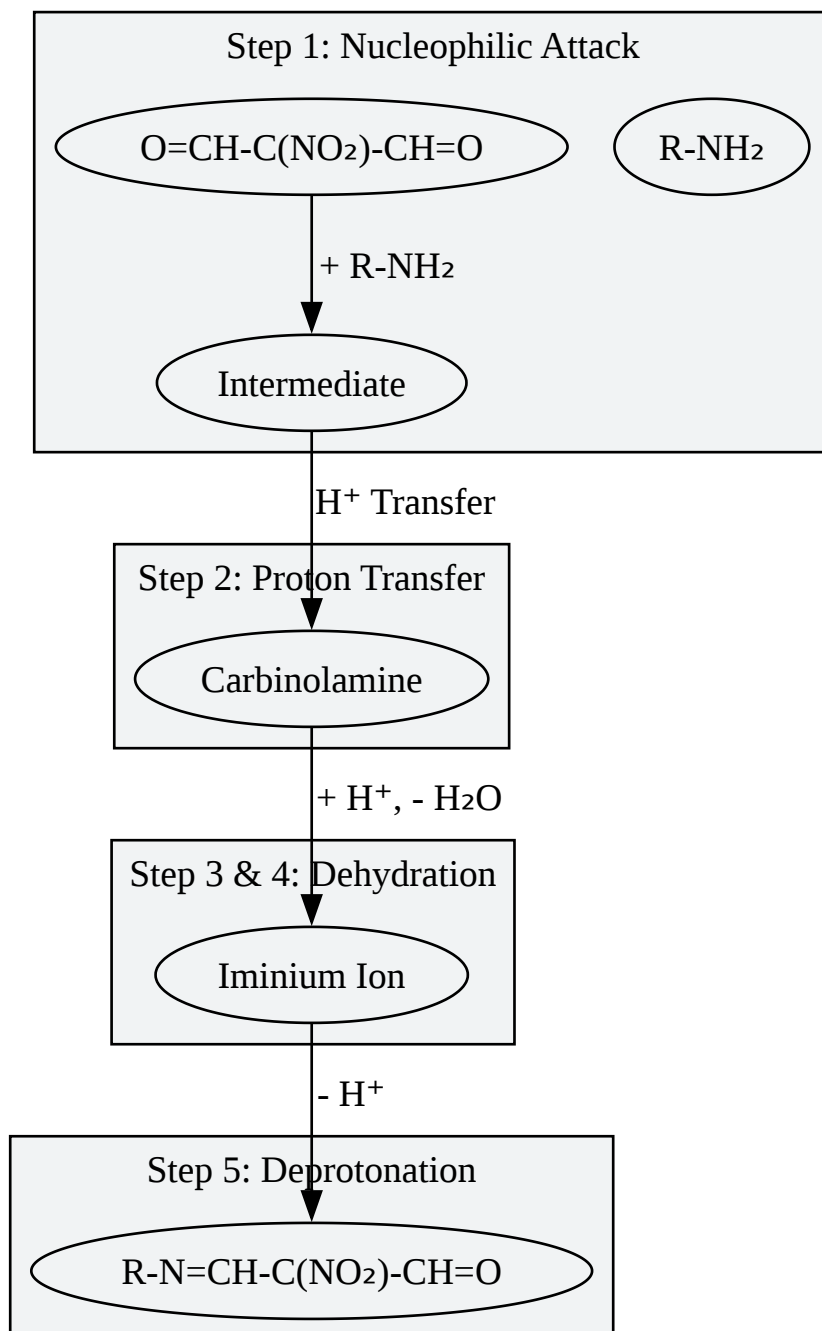 Step 1: Nucleophilic Attack
O=CH-C(NO₂)-CH=O
R-NH₂
+ R-NH₂
Intermediate
H⁺ Transfer
Step 2: Proton Transfer
Carbinolamine
+ H⁺, - H₂O
Step 3 & 4: Dehydration
Iminium Ion
- H⁺
Step 5: Deprotonation
R-N=CH-C(NO₂)-CH=O